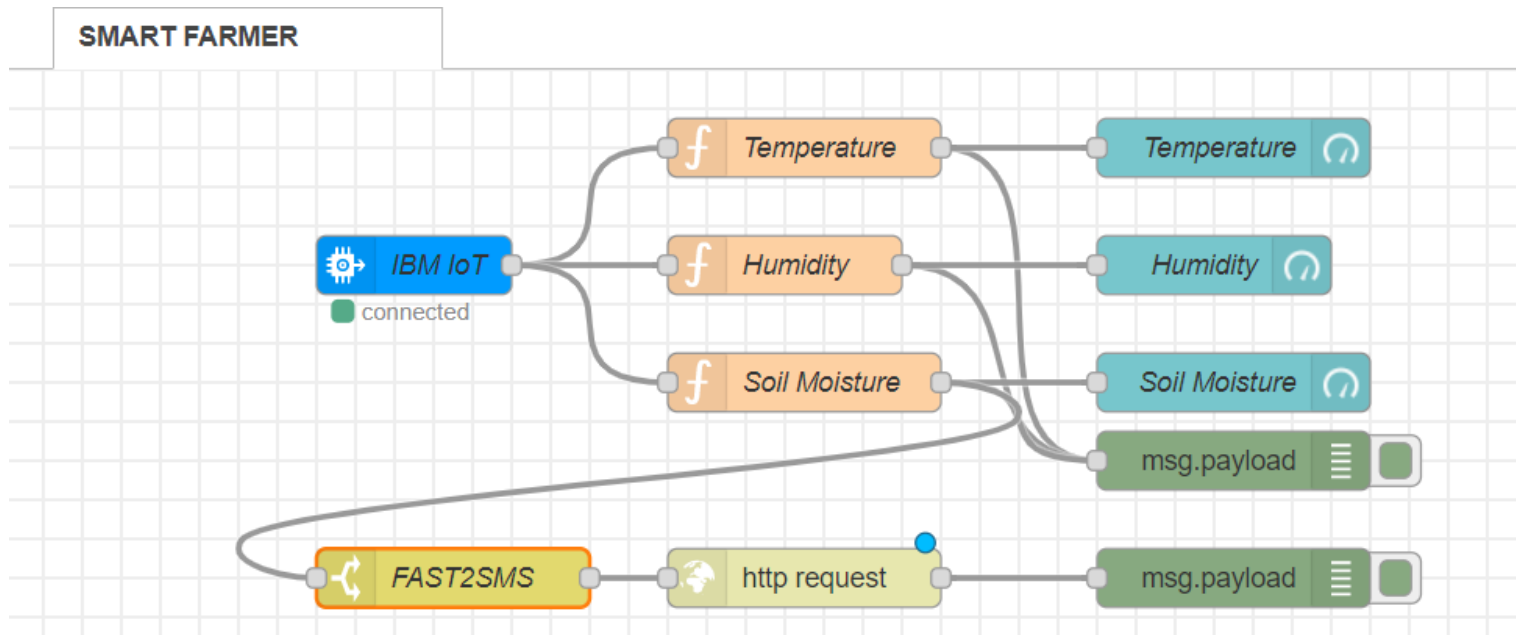 SMART FARMER
Temperature
Temperature
IBM IoT
Humidity
Humidity
connected
Soil Moisture
Soil Moisture
msg.payload
FAST2SMS
http request
msg.payload